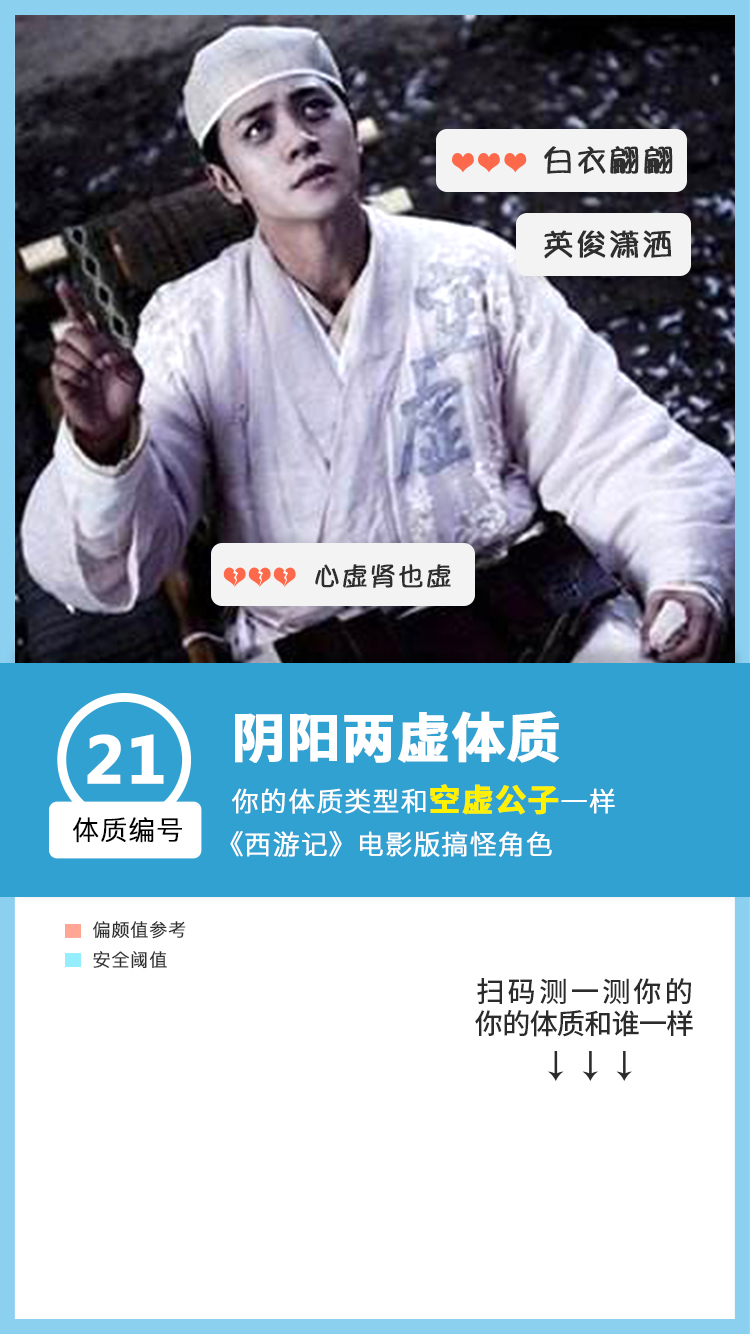 ❤❤❤ 白衣翩翩
英俊潇洒
空
虚
💔💔💔 心虚肾也虚
21
体质编号
阴阳两虚体质
你的体质类型和空虚公子一样
《西游记》电影版搞怪角色
偏颇值参考
安全阈值
扫码测一测你的
你的体质和谁一样
↓ ↓ ↓